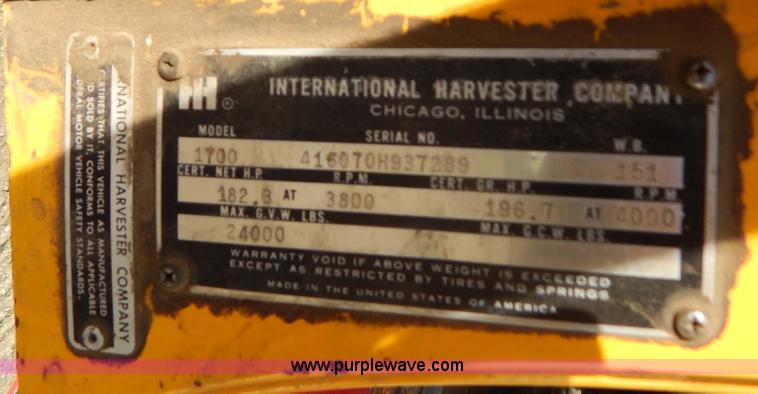 NATIONAL HARVESTER COMPANY
RTIFIES THAT THIS VEHICLE AS MANUFACTURED
D SOLD BY IT, CONFORMS TO ALL APPLICABLE
DERAL MOTOR VEHICLE SAFETY STANDARDS.
IH ®
INTERNATIONAL HARVESTER COMPANY
CHICAGO, ILLINOIS
MODEL SERIAL NO. W.B.
1700 416070H937289 151
CERT. NET H.P. R.P.M. CERT. GR. H.P. R.P.M.
182.8 AT 3800 196.7 AT 4000
MAX. G.V.W. LBS. MAX. G.C.W. LBS.
24000
WARRANTY VOID IF ABOVE WEIGHT IS EXCEEDED
EXCEPT AS RESTRICTED BY TIRES AND SPRINGS
MADE IN THE UNITED STATES OF AMERICA
www.purplewave.com